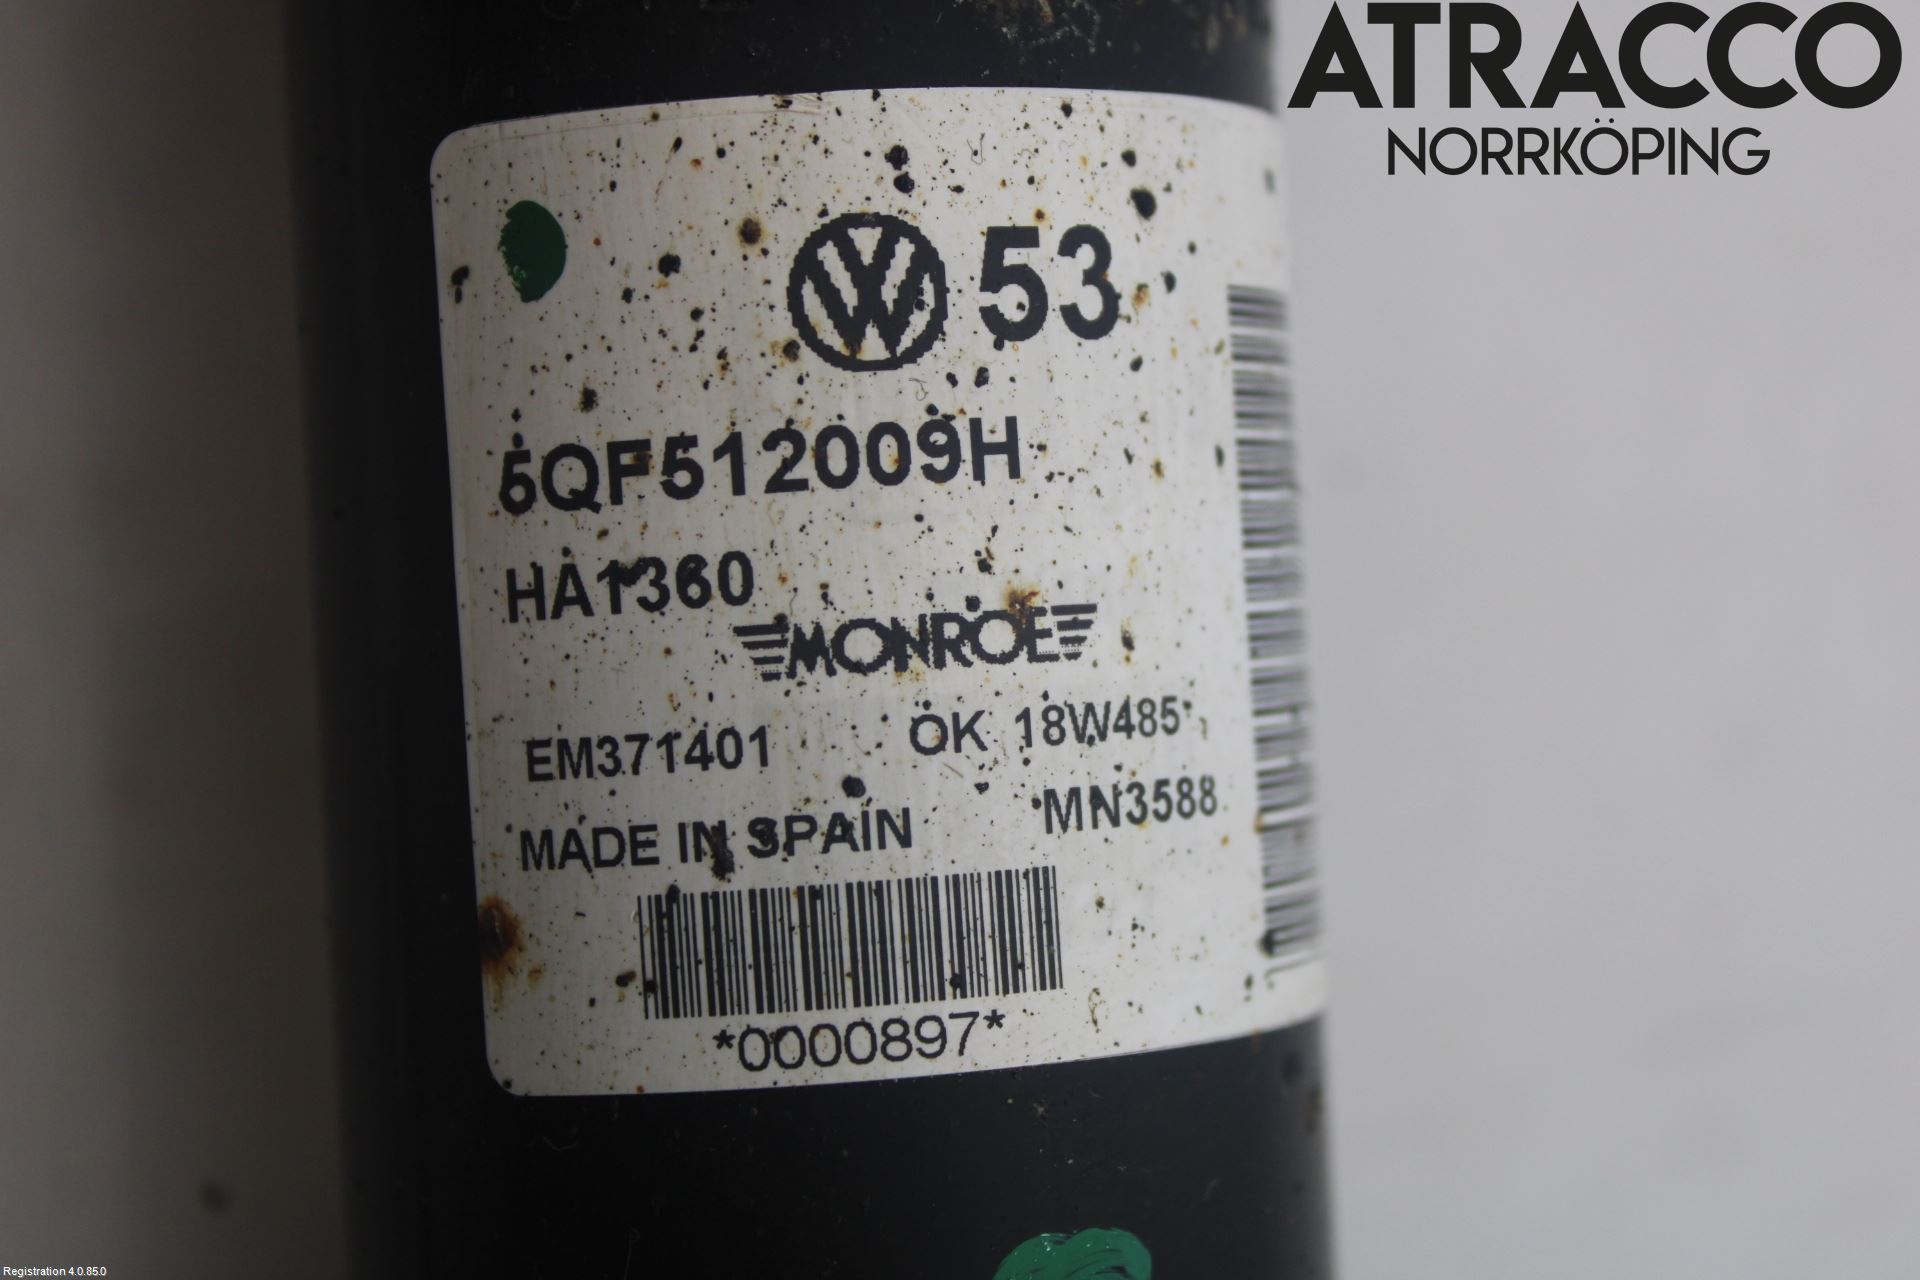 ATRACCO
NORRKÖPING
53
5QF512009H
HA1360
MONROE
EM371401 OK 18W485
MADE IN SPAIN MN3588
*0000897*
Registration 4.0.85.0